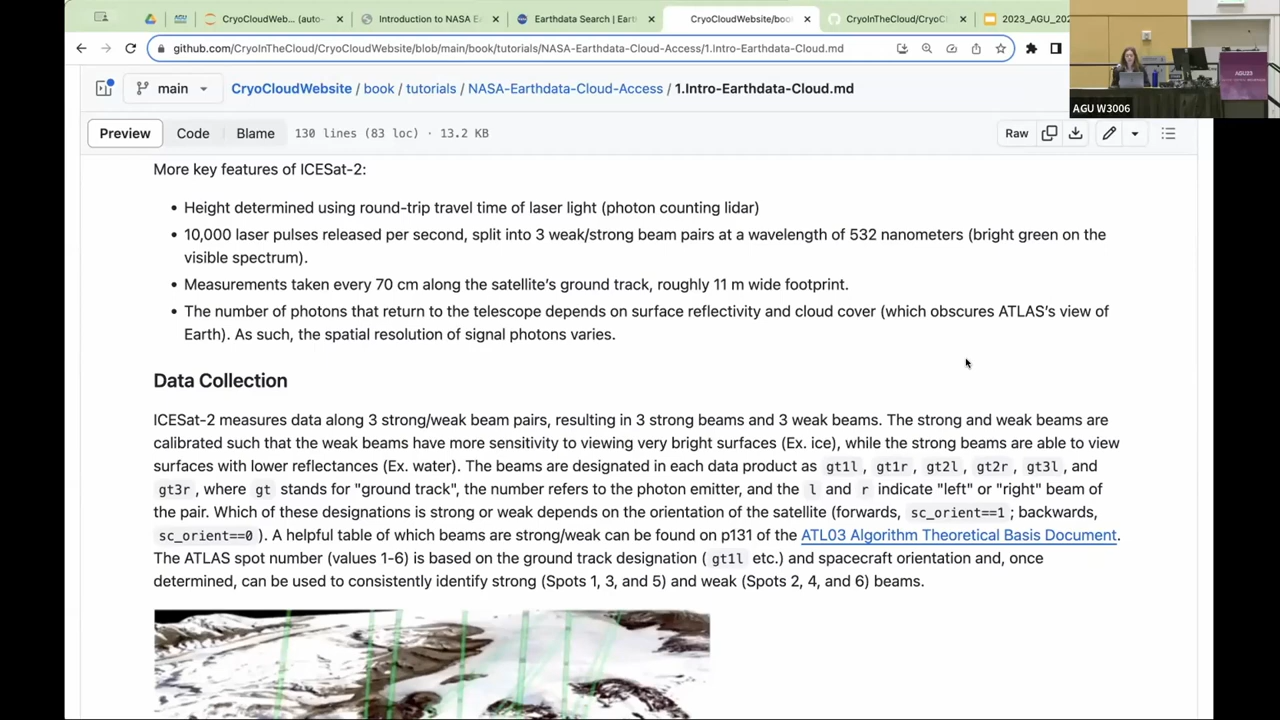 CryoCloudWeb... (auto-
Introduction to NASA E
Earthdata Search | Eart
CryoCloudWebsite/boo
CryoInTheCloud/CryoC
2023_AGU_202
github.com/CryoInTheCloud/CryoCloudWebsite/blob/main/book/tutorials/NASA-Earthdata-Cloud-Access/1.Intro-Earthdata-Cloud.md
AGU23
AGU W3006
main
CryoCloudWebsite / book / tutorials / NASA-Earthdata-Cloud-Access / 1.Intro-Earthdata-Cloud.md
Preview Code Blame 130 lines (83 loc) · 13.2 KB Raw
More key features of ICESat-2:
• Height determined using round-trip travel time of laser light (photon counting lidar)
• 10,000 laser pulses released per second, split into 3 weak/strong beam pairs at a wavelength of 532 nanometers (bright green on the
visible spectrum).
• Measurements taken every 70 cm along the satellite's ground track, roughly 11 m wide footprint.
• The number of photons that return to the telescope depends on surface reflectivity and cloud cover (which obscures ATLAS's view of
Earth). As such, the spatial resolution of signal photons varies.
Data Collection
ICESat-2 measures data along 3 strong/weak beam pairs, resulting in 3 strong beams and 3 weak beams. The strong and weak beams are
calibrated such that the weak beams have more sensitivity to viewing very bright surfaces (Ex. ice), while the strong beams are able to view
surfaces with lower reflectances (Ex. water). The beams are designated in each data product as gt1l, gt1r, gt2l, gt2r, gt3l, and
gt3r, where gt stands for "ground track", the number refers to the photon emitter, and the l and r indicate "left" or "right" beam of
the pair. Which of these designations is strong or weak depends on the orientation of the satellite (forwards, sc_orient==1; backwards,
sc_orient==0). A helpful table of which beams are strong/weak can be found on p131 of the ATL03 Algorithm Theoretical Basis Document.
The ATLAS spot number (values 1-6) is based on the ground track designation (gt1l etc.) and spacecraft orientation and, once
determined, can be used to consistently identify strong (Spots 1, 3, and 5) and weak (Spots 2, 4, and 6) beams.